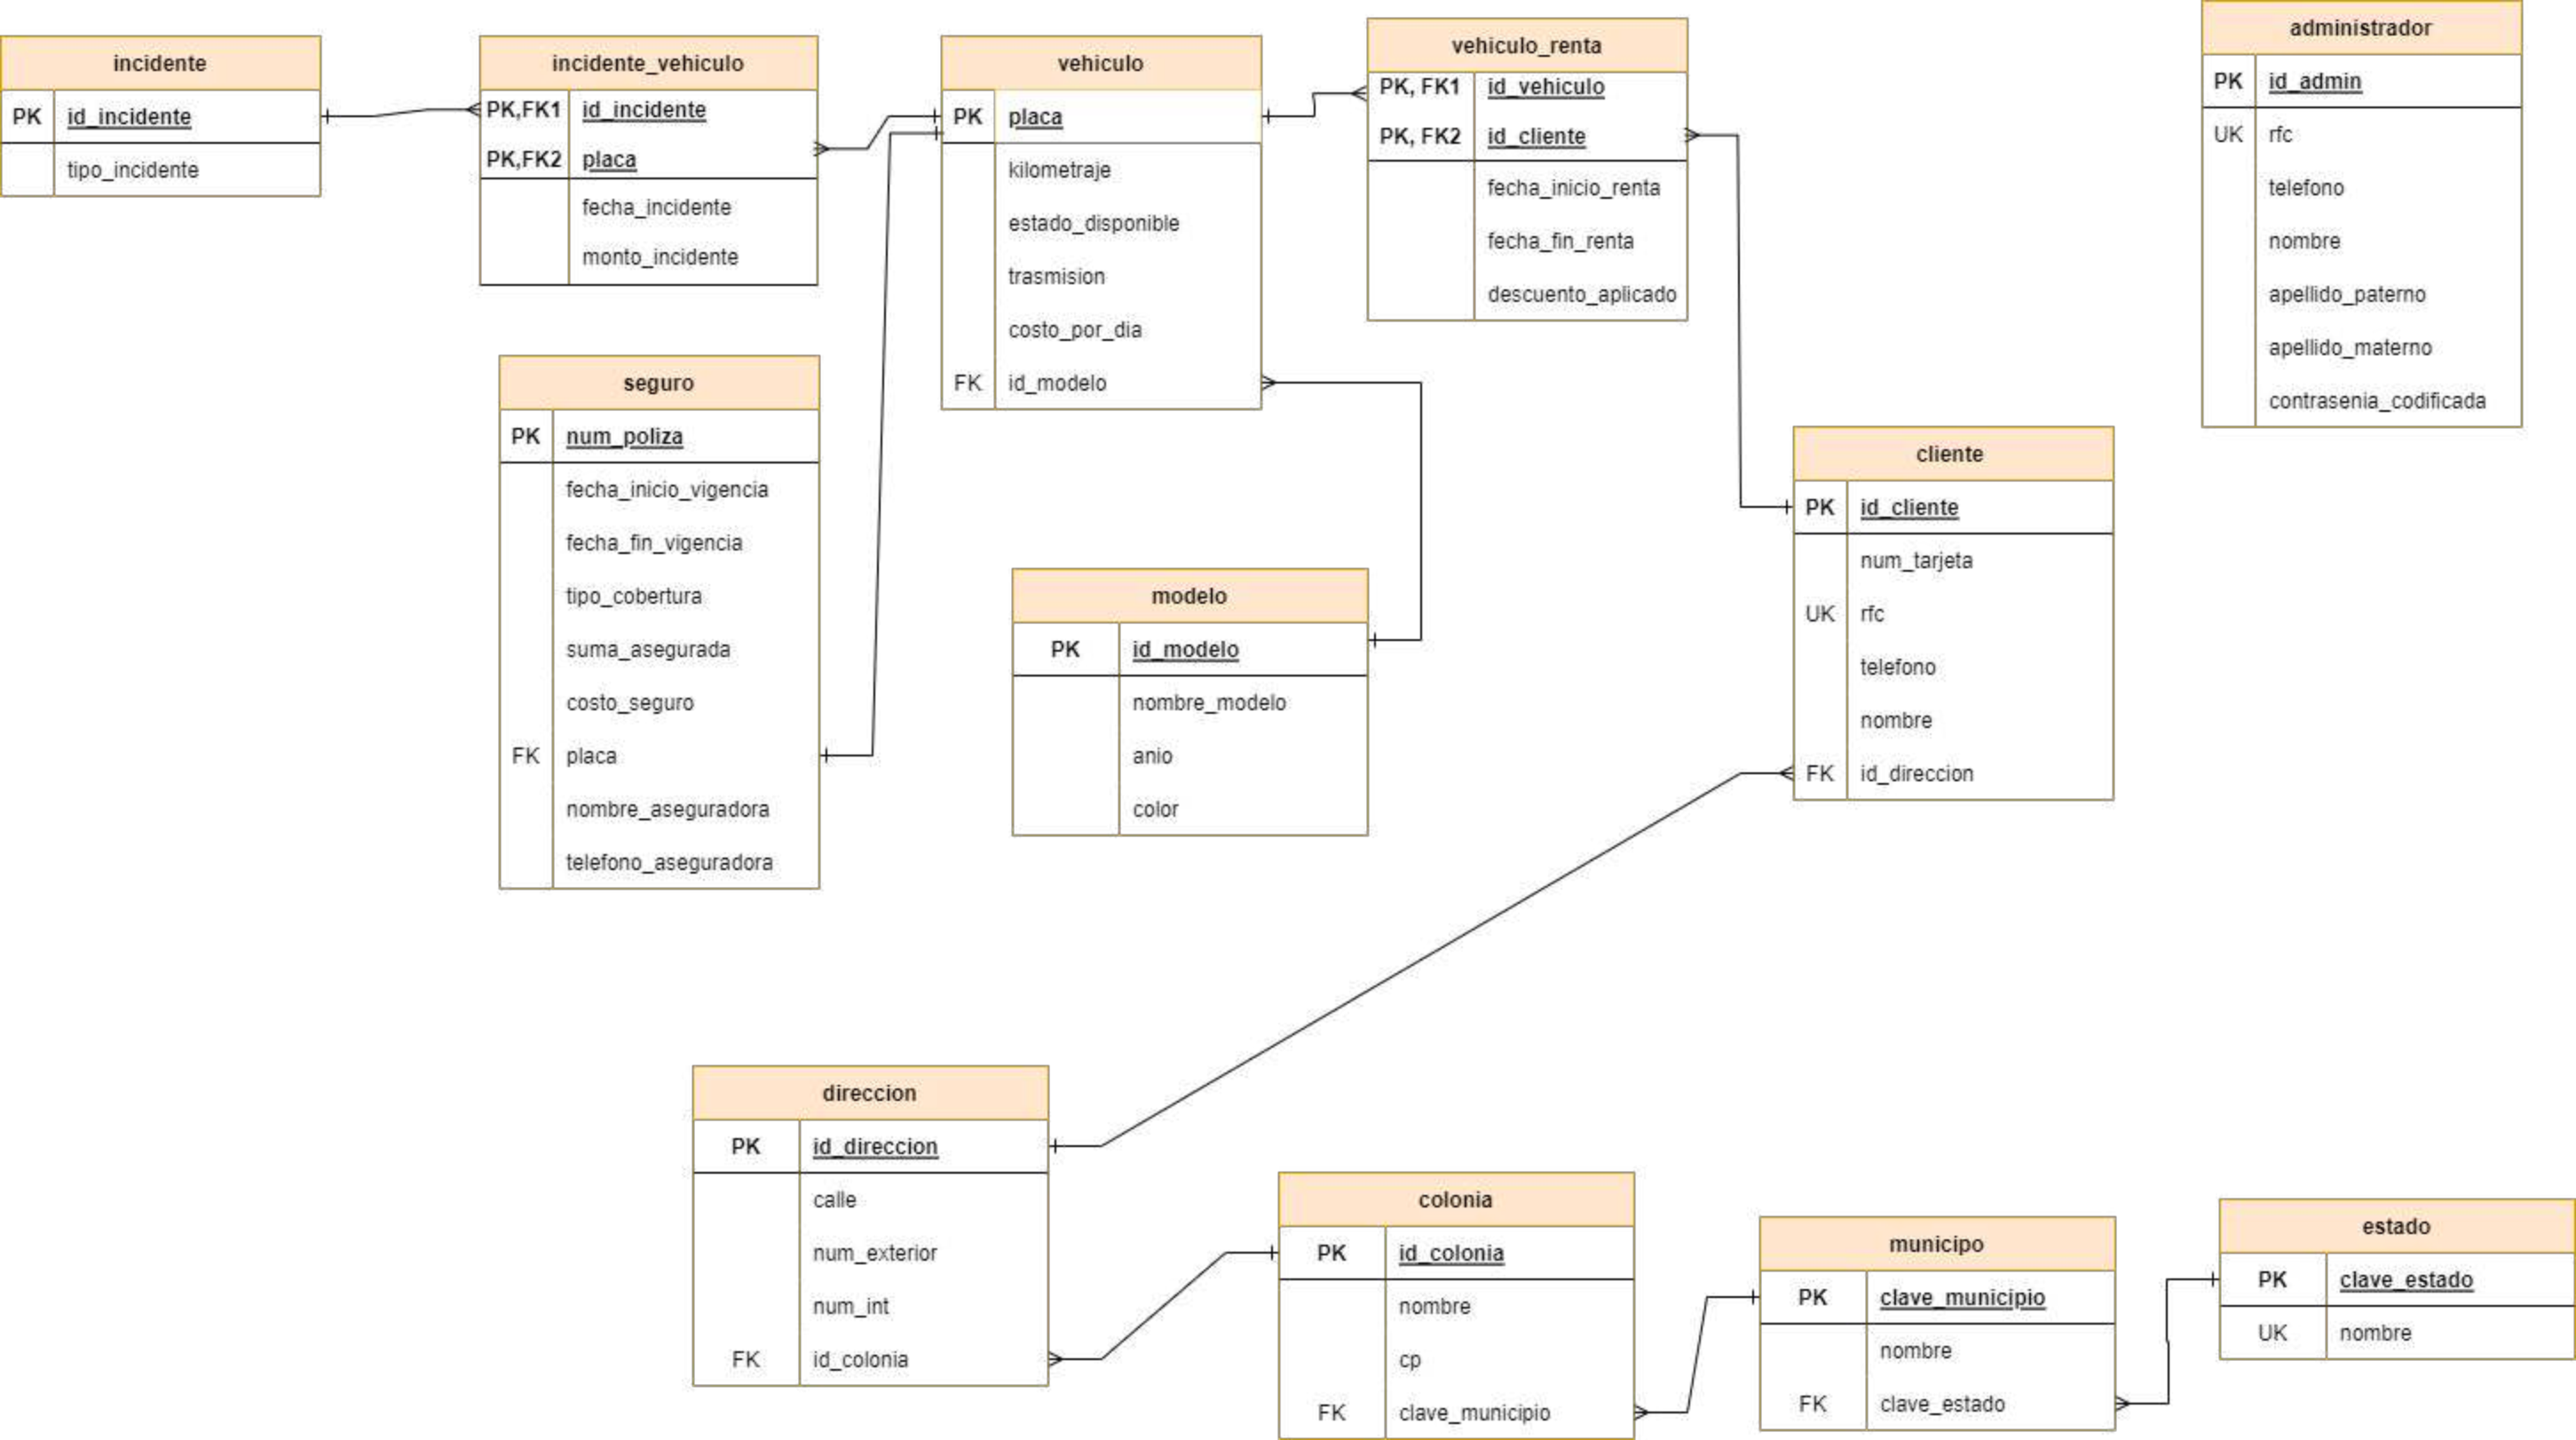 incidente
PK id_incidente
tipo_incidente
incidente_vehiculo
PK,FK1 id_incidente
PK,FK2 placa
fecha_incidente
monto_incidente
vehiculo
PK placa
kilometraje
estado_disponible
trasmision
costo_por_dia
FK id_modelo
vehiculo_renta
PK, FK1 id_vehiculo
PK, FK2 id_cliente
fecha_inicio_renta
fecha_fin_renta
descuento_aplicado
administrador
PK id_admin
UK rfc
telefono
nombre
apellido_paterno
apellido_materno
contrasenia_codificada
seguro
PK num_poliza
fecha_inicio_vigencia
fecha_fin_vigencia
tipo_cobertura
suma_asegurada
costo_seguro
FK placa
nombre_aseguradora
telefono_aseguradora
modelo
PK id_modelo
nombre_modelo
anio
color
cliente
PK id_cliente
num_tarjeta
UK rfc
telefono
nombre
FK id_direccion
direccion
PK id_direccion
calle
num_exterior
num_int
FK id_colonia
colonia
PK id_colonia
nombre
cp
FK clave_municipio
municipo
PK clave_municipio
nombre
FK clave_estado
estado
PK clave_estado
UK nombre